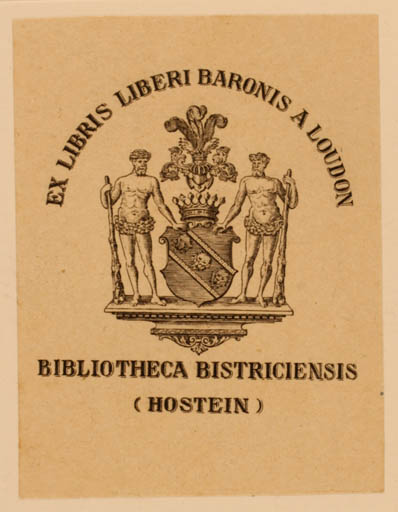 EX LIBRIS LIBERI BARONIS A LOUDON
BIBLIOTHECA BISTRICIENSIS
(HOSTEIN)